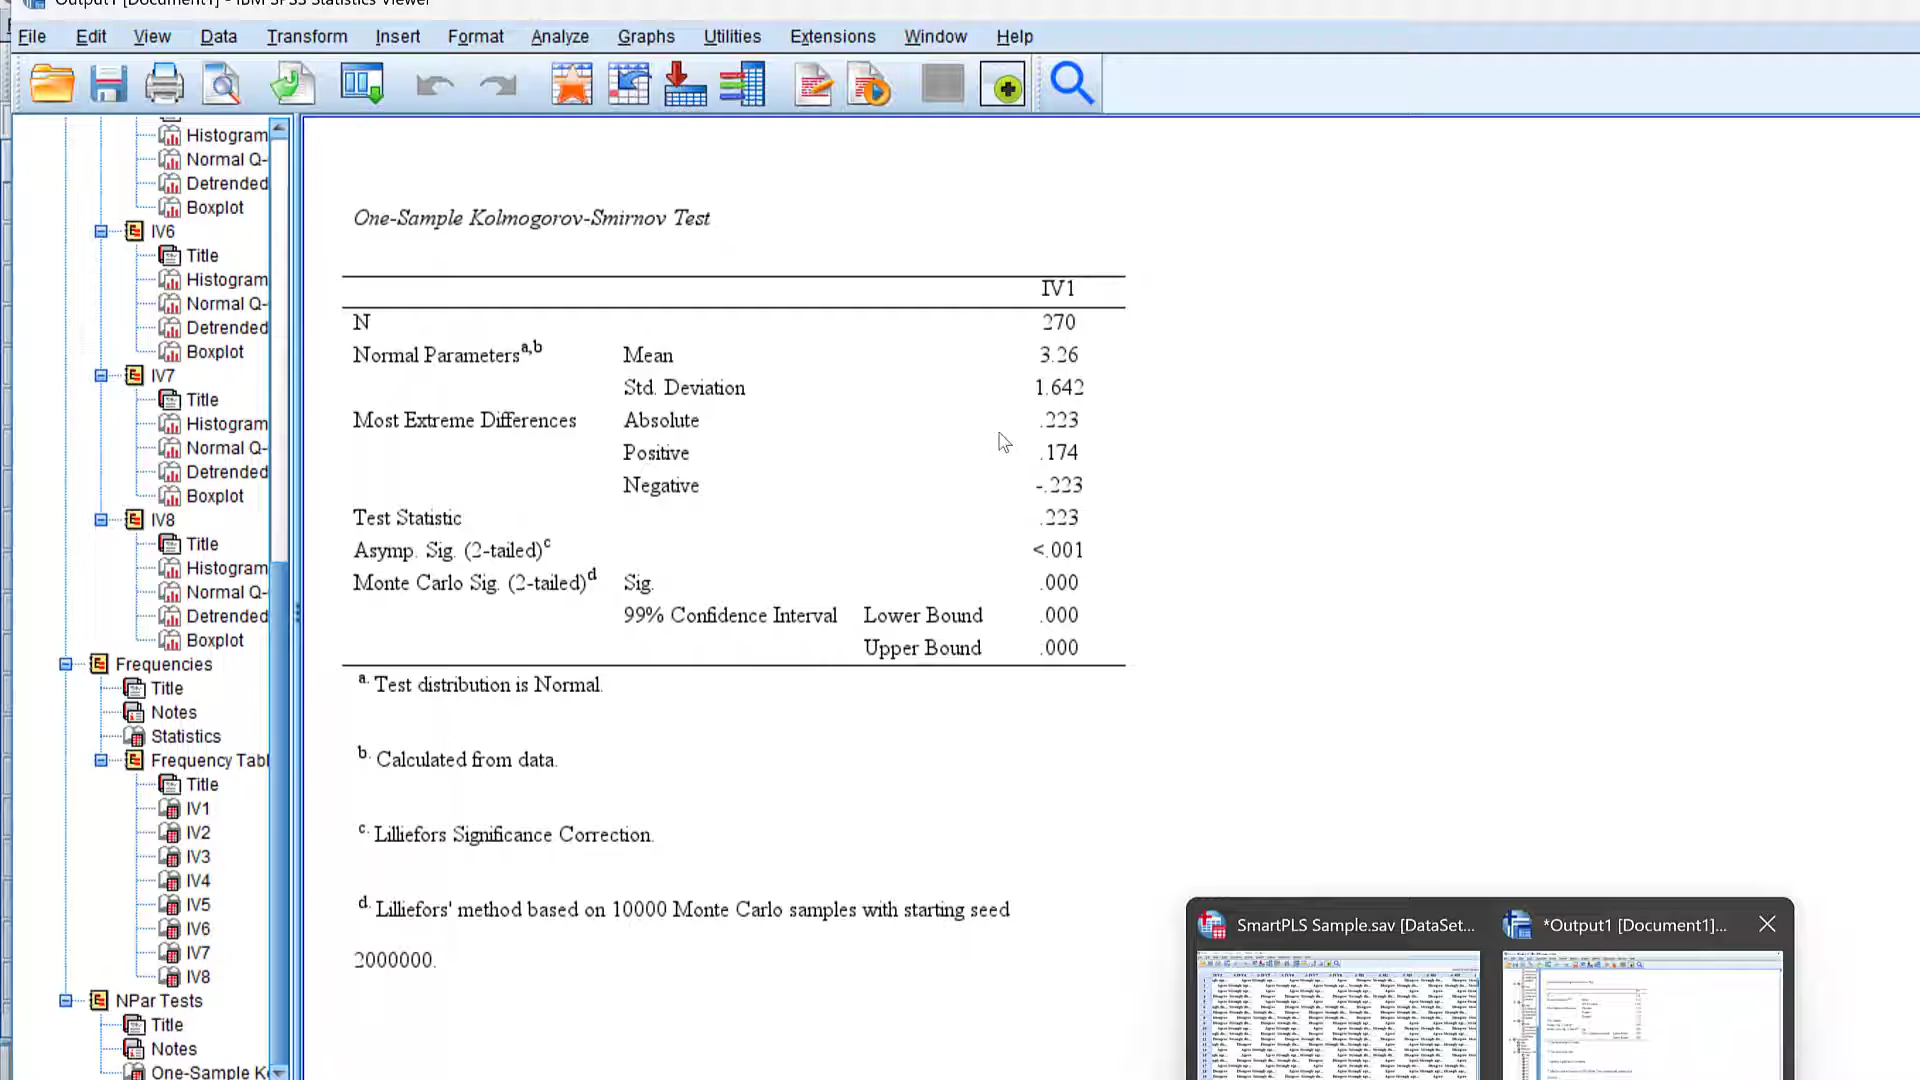 Output1 [Document1] - IBM SPSS Statistics Viewer
File Edit View Data Transform Insert Format Analyze Graphs Utilities Extensions Window Help
Histogram
Normal Q-
Detrended
Boxplot
IV6
Title
Histogram
Normal Q-
Detrended
Boxplot
IV7
Title
Histogram
Normal Q-
Detrended
Boxplot
IV8
Title
Histogram
Normal Q-
Detrended
Boxplot
Frequencies
Title
Notes
Statistics
Frequency Tabl
Title
IV1
IV2
IV3
IV4
IV5
IV6
IV7
IV8
NPar Tests
Title
Notes
One-Sample K
One-Sample Kolmogorov-Smirnov Test
IV1
N 270
Normal Parameters a,b Mean 3.26
Std. Deviation 1.642
Most Extreme Differences Absolute .223
Positive .174
Negative -.223
Test Statistic .223
Asymp. Sig. (2-tailed) c <.001
Monte Carlo Sig. (2-tailed) d Sig. .000
99% Confidence Interval Lower Bound .000
Upper Bound .000
a. Test distribution is Normal.
b. Calculated from data.
c. Lilliefors Significance Correction.
d. Lilliefors' method based on 10000 Monte Carlo samples with starting seed
2000000.
SmartPLS Sample.sav [DataSet...
*Output1 [Document1]...